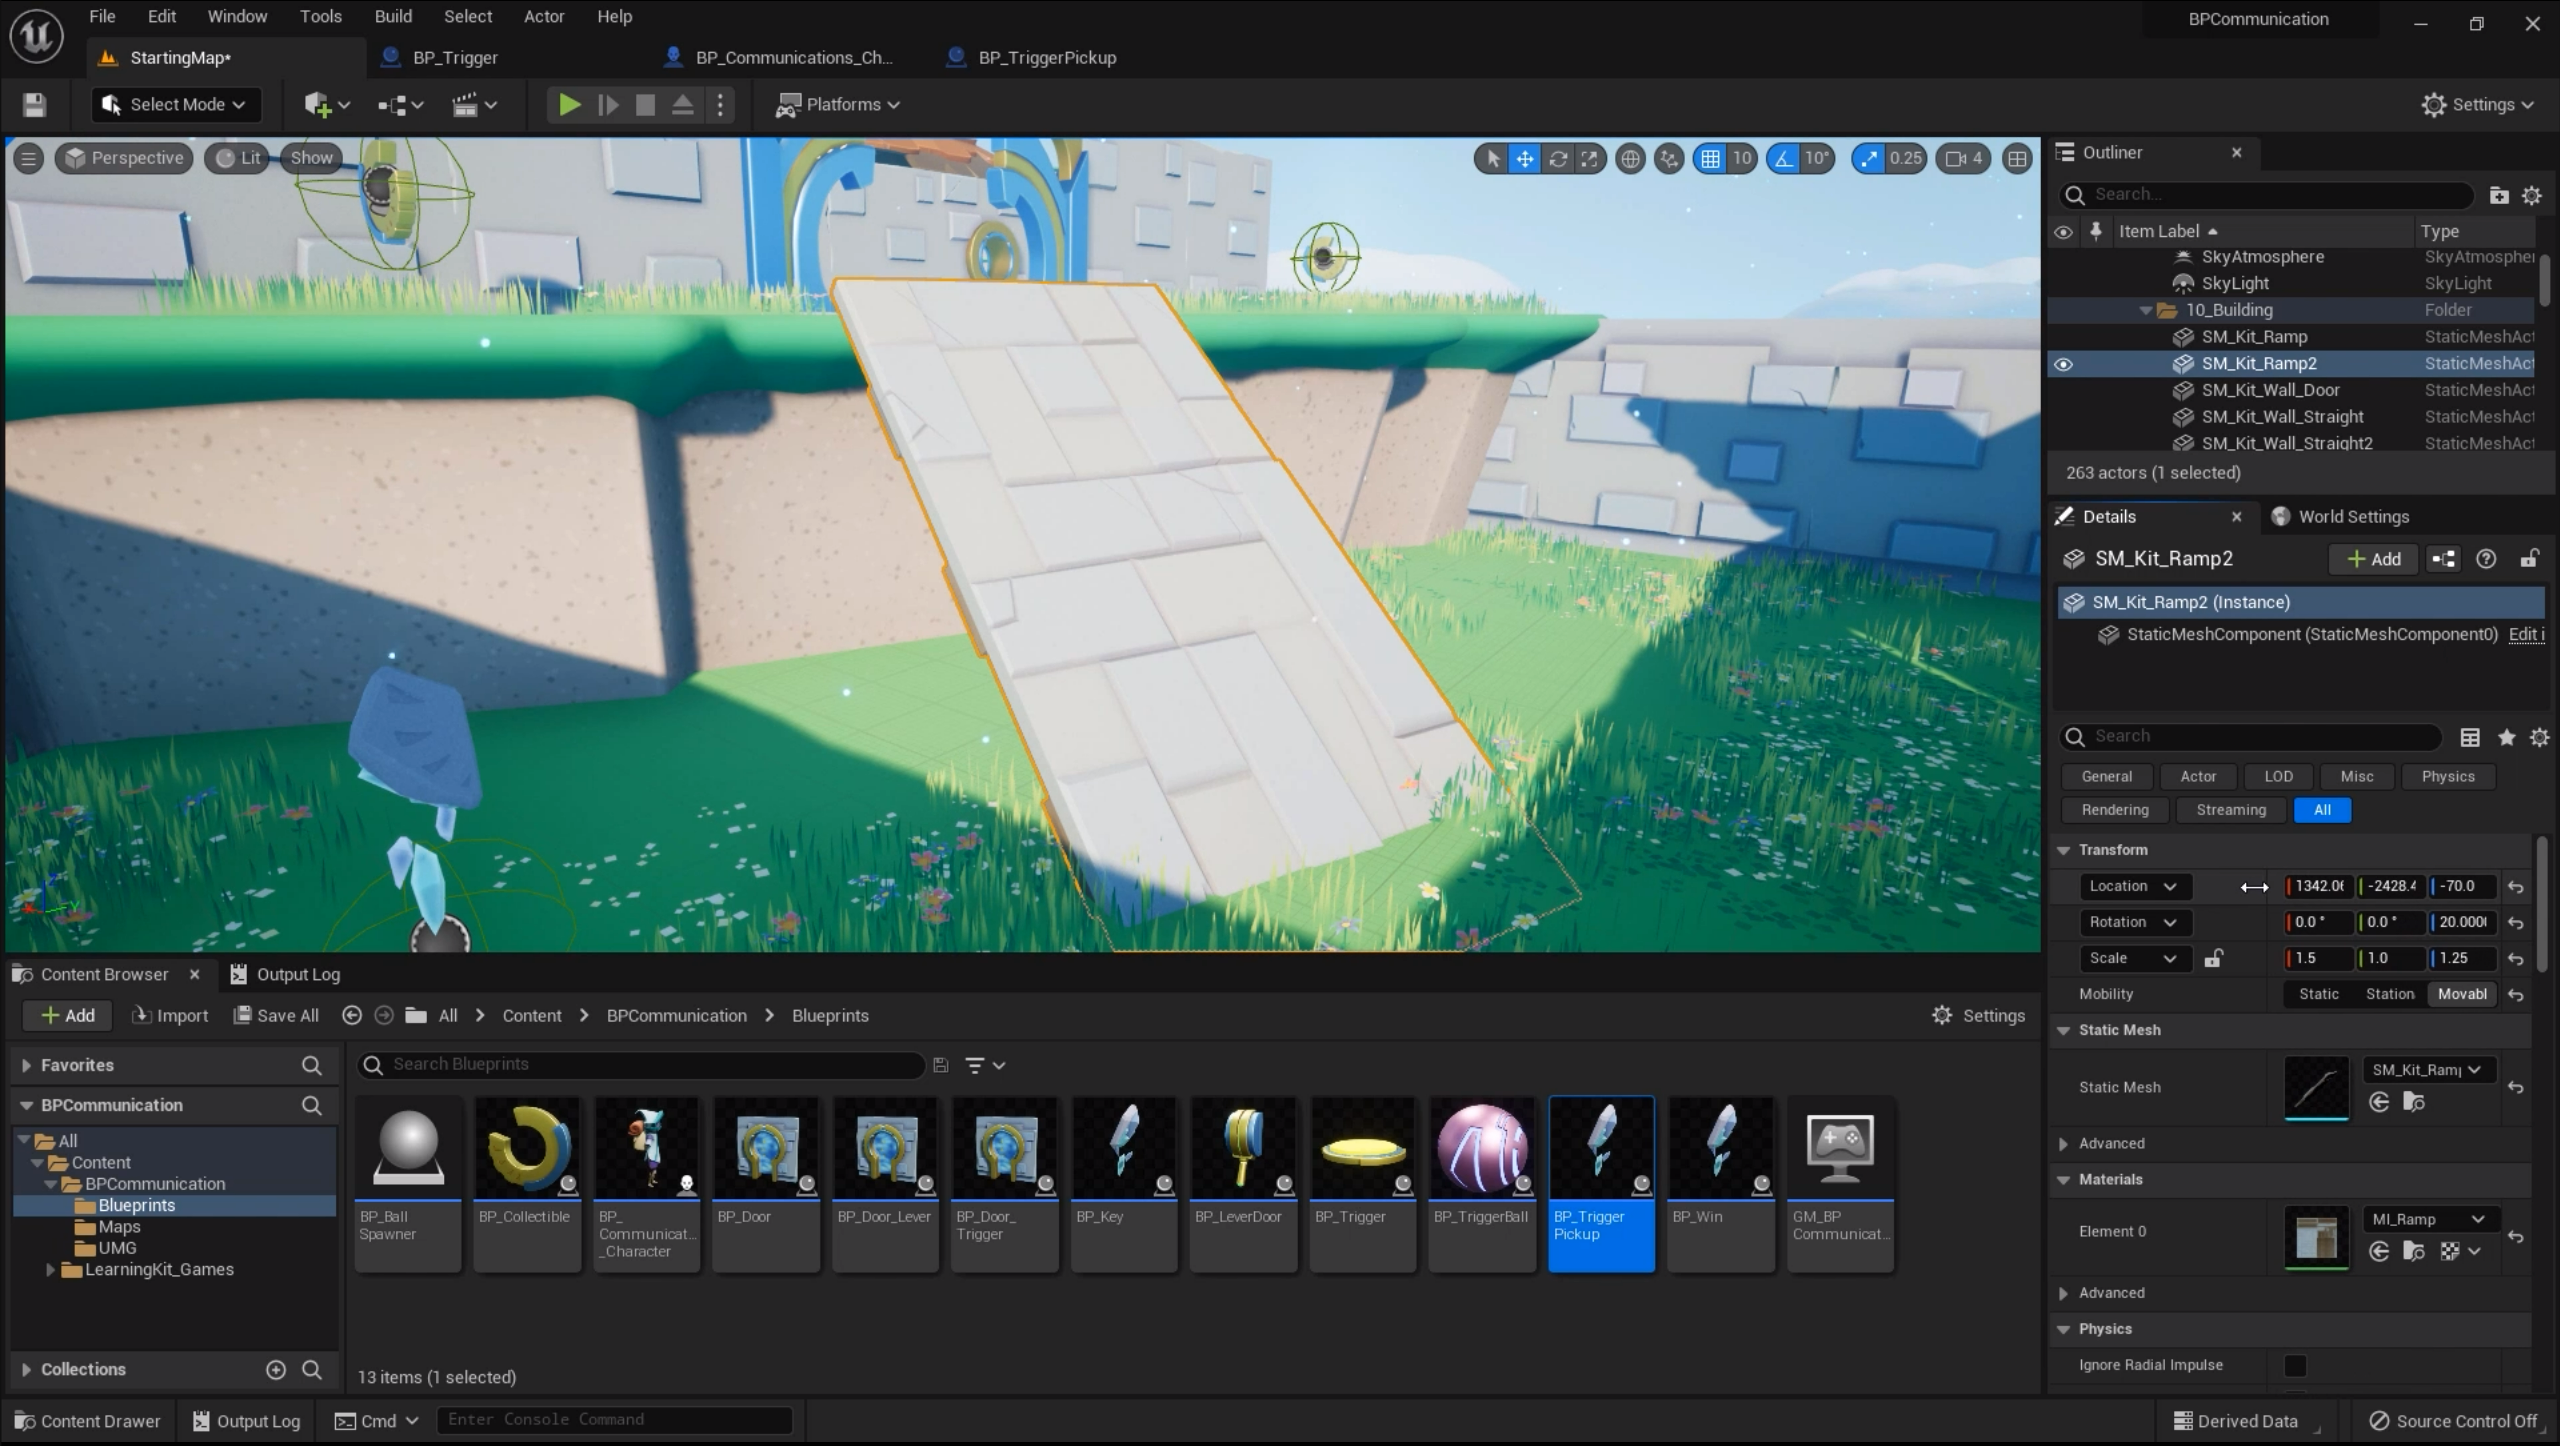 File Edit Window Tools Build Select Actor Help
BPCommunication
StartingMap*
BP_Trigger
BP_Communications_Ch...
BP_TriggerPickup
Select Mode
Platforms
Settings
Perspective
Lit
Show
10
10°
0.25
4
Outliner
Search...
Item Label
Type
SkyAtmosphere
SkyAtmospher
SkyLight
SkyLight
10_Building
Folder
SM_Kit_Ramp
StaticMeshAct
SM_Kit_Ramp2
StaticMeshAct
SM_Kit_Wall_Door
StaticMeshAct
SM_Kit_Wall_Straight
StaticMeshAct
SM_Kit_Wall_Straight2
StaticMeshAct
263 actors (1 selected)
Details
World Settings
SM_Kit_Ramp2
Add
SM_Kit_Ramp2 (Instance)
StaticMeshComponent (StaticMeshComponent0)
Edit i
Search
General Actor LOD Misc Physics
Rendering Streaming All
Transform
Location
1342.06 -2428.4 -70.0
Rotation
0.0° 0.0° 20.000
Scale
1.5 1.0 1.25
Mobility
Static Station Movabl
Static Mesh
Static Mesh
SM_Kit_Ram
Advanced
Materials
Element 0
MI_Ramp
Advanced
Physics
Ignore Radial Impulse
Content Browser
Output Log
Add
Import
Save All
All > Content > BPCommunication > Blueprints
Settings
Favorites
BPCommunication
All
Content
BPCommunication
Blueprints
Maps
UMG
LearningKit_Games
Collections
Search Blueprints
BP_Ball
Spawner
BP_Collectible
BP_
Communicat...
_Character
BP_Door
BP_Door_Lever
BP_Door_
Trigger
BP_Key
BP_LeverDoor
BP_Trigger
BP_TriggerBall
BP_Trigger
Pickup
BP_Win
GM_BP
Communicat...
13 items (1 selected)
Content Drawer
Output Log
Cmd
Enter Console Command
Derived Data
Source Control Off